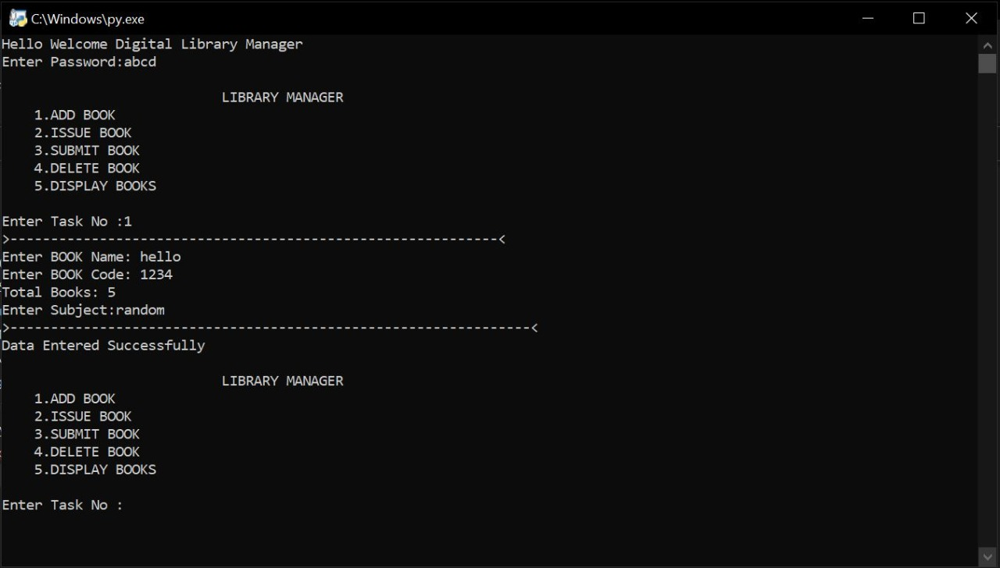 C:\Windows\py.exe
Hello Welcome Digital Library Manager
Enter Password:abcd
LIBRARY MANAGER
1.ADD BOOK
2.ISSUE BOOK
3.SUBMIT BOOK
4.DELETE BOOK
5.DISPLAY BOOKS
Enter Task No :1
>------------------------------------------------------------<
Enter BOOK Name: hello
Enter BOOK Code: 1234
Total Books: 5
Enter Subject:random
>----------------------------------------------------------------<
Data Entered Successfully
LIBRARY MANAGER
1.ADD BOOK
2.ISSUE BOOK
3.SUBMIT BOOK
4.DELETE BOOK
5.DISPLAY BOOKS
Enter Task No :